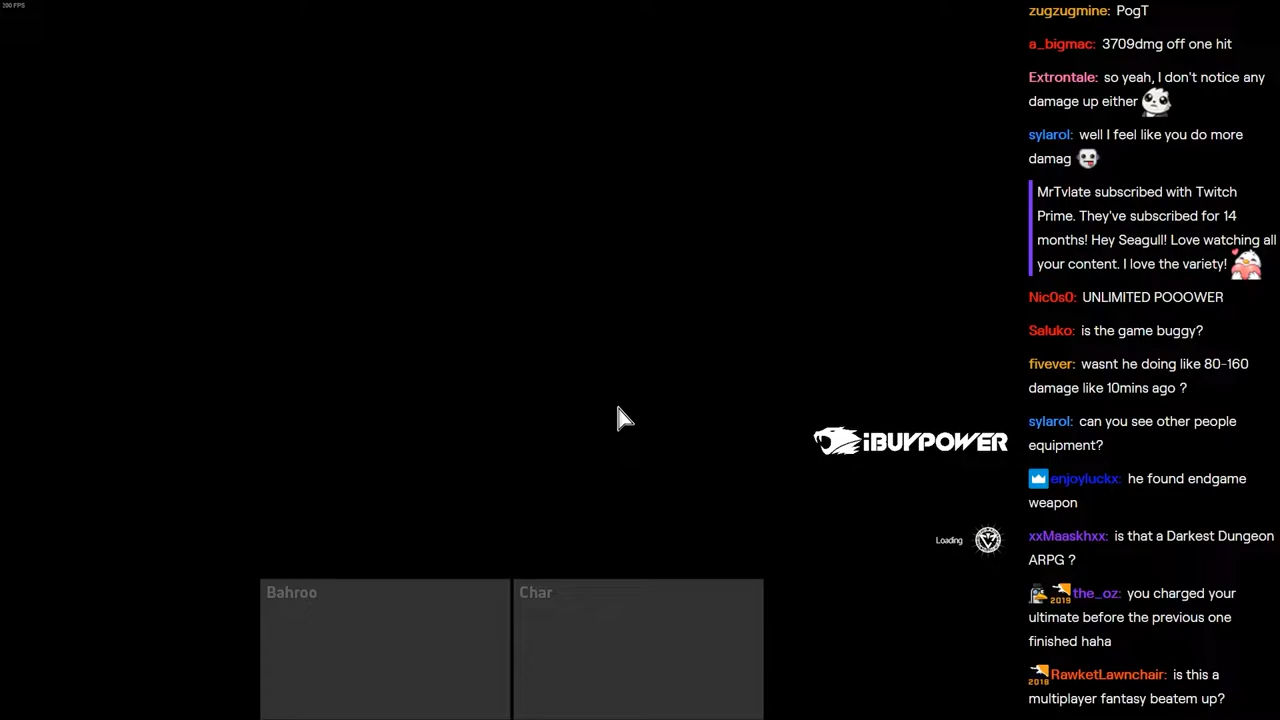 200 FPS
zugzugmine: PogT
a_bigmac: 3709dmg off one hit
Extrontale: so yeah, I don't notice any
damage up either
sylarol: well I feel like you do more
damag
MrTvlate subscribed with Twitch
Prime. They've subscribed for 14
months! Hey Seagull! Love watching all
your content. I love the variety!
Nic0s0: UNLIMITED POOOWER
Saluko: is the game buggy?
fivever: wasnt he doing like 80-160
damage like 10mins ago ?
sylarol: can you see other people
equipment?
enjoyluckx: he found endgame
weapon
xxMaaskhxx: is that a Darkest Dungeon
ARPG ?
2019 the_oz: you charged your
ultimate before the previous one
finished haha
2018 RawketLawnchair: is this a
multiplayer fantasy beatem up?
iBUYPOWER
Loading
Bahroo
Char